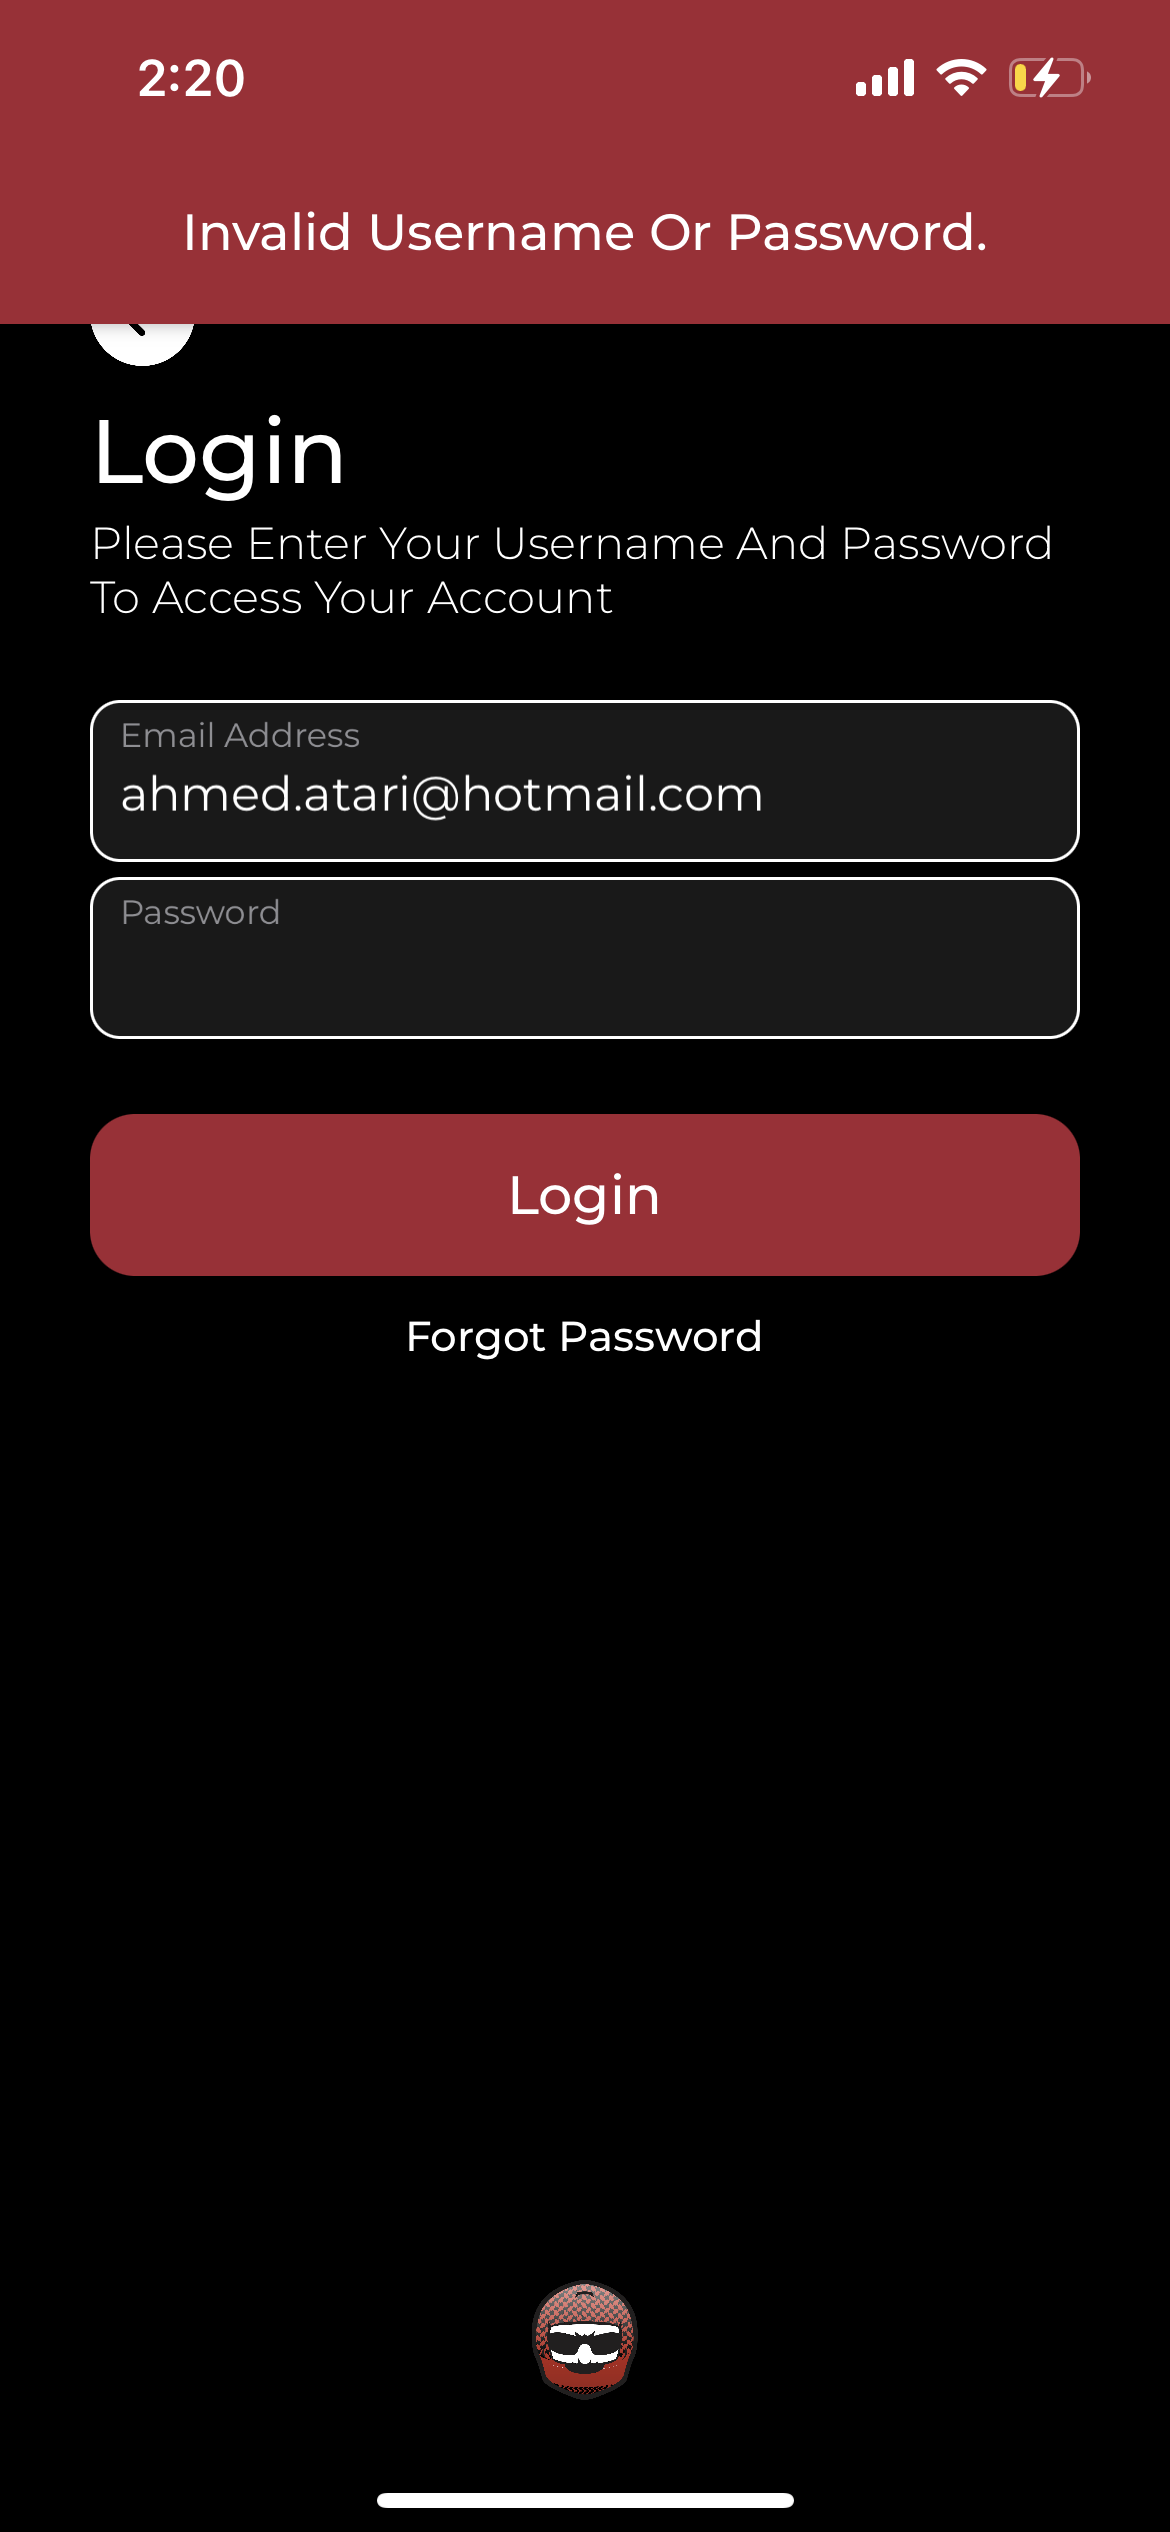 2:20
Invalid Username Or Password.
Login
Please Enter Your Username And Password
To Access Your Account
Email Address
ahmed.atari@hotmail.com
Password
Login
Forgot Password